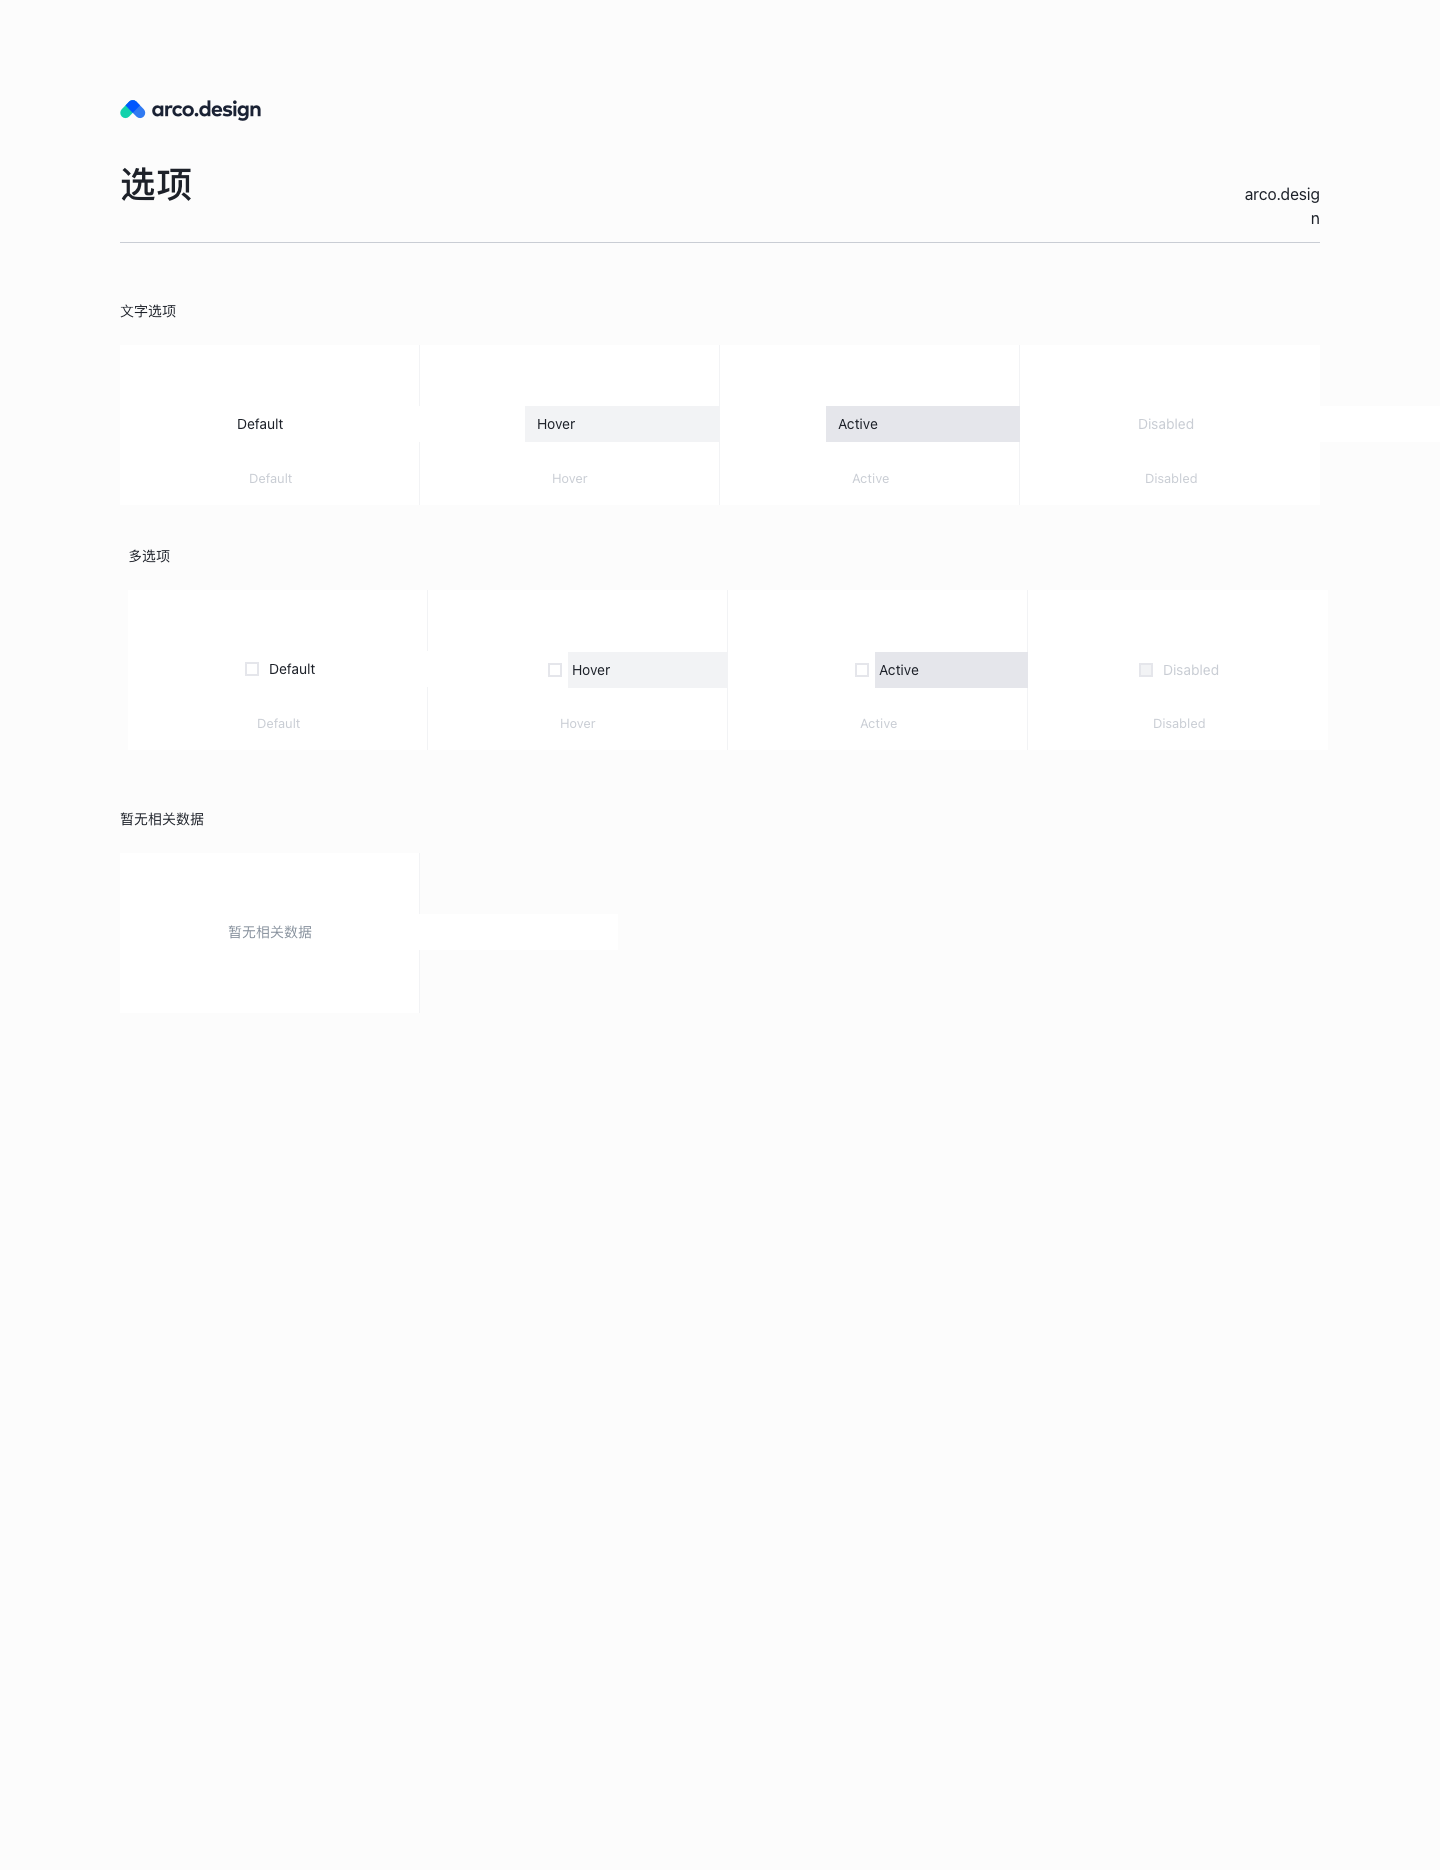 arco.design
选项
arco.desig
n
文字选项
Default
Hover
Active
Disabled
Default
Hover
Active
Disabled
多选项
Default
Hover
Active
Disabled
Default
Hover
Active
Disabled
暂无相关数据
暂无相关数据